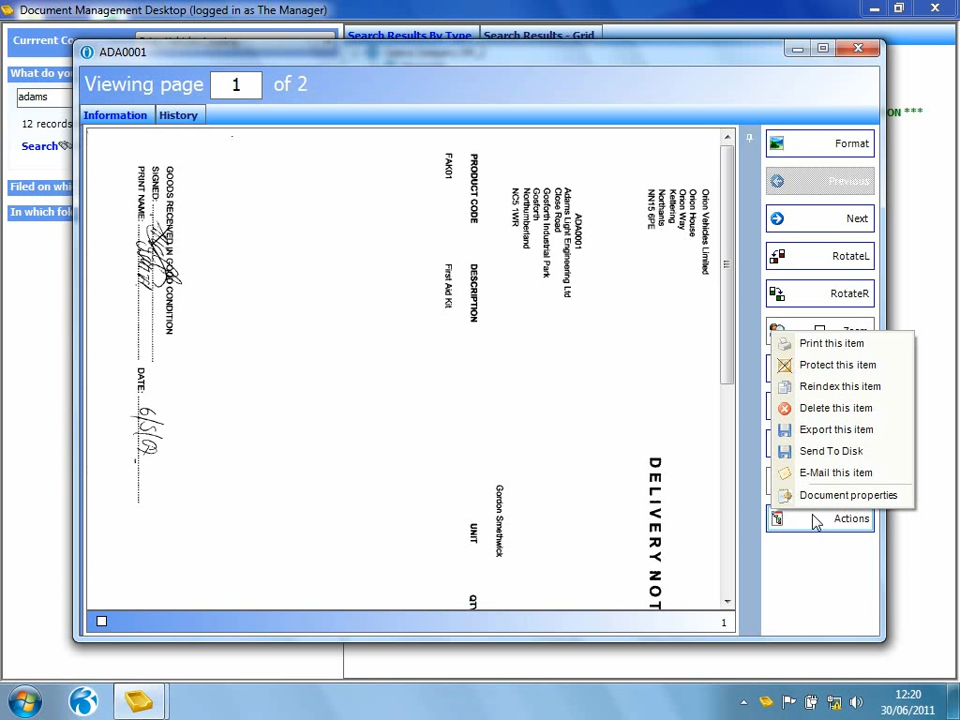 Document Management Desktop (logged in as The Manager)
Currrent Co
Search Results By Type
Search Results - Grid
What do yo
adams
12 records
Search
Filed on whi
In which fol
ON ***
ADA0001
Viewing page 1 of 2
Information
History
Orion Vehicles Limited
Orion House
Orion Way
Kettering
Northants
NN15 6PE
DELIVERY NOT
ADA0001
Adams Light Engineering Ltd
Close Road
Gosforth Industrial Park
Gosforth
Northumberland
NC5 1WR
Gordon Smethwick
PRODUCT CODE DESCRIPTION UNIT QTY
FAK01 First Aid Kit
GOODS RECEIVED IN GOOD CONDITION
SIGNED:
PRINT NAME: DATE:
1
Format
Previous
Next
RotateL
RotateR
Zoom
Print this item
Protect this item
Reindex this item
Delete this item
Export this item
Send To Disk
E-Mail this item
Document properties
Actions
12:20
30/06/2011